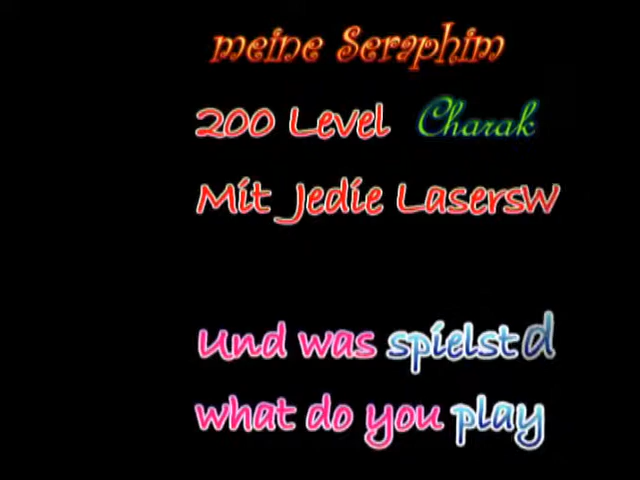 meine Seraphim
200 Level Charak
Mit Jedie Lasersw
Und was spielst d
what do you play